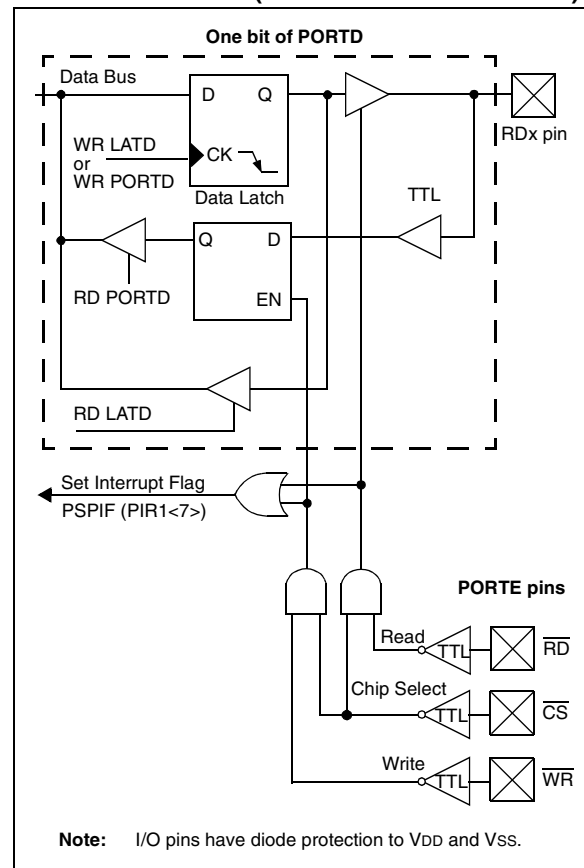 One bit of PORTD
Data Bus
D Q
RDx pin
WR LATD
or
WR PORTD
CK
Data Latch
TTL
Q D
EN
RD PORTD
RD LATD
Set Interrupt Flag
PSPIF (PIR1<7>)
PORTE pins
Read
TTL
RD
Chip Select
TTL
CS
Write
TTL
WR
Note: I/O pins have diode protection to VDD and VSS.